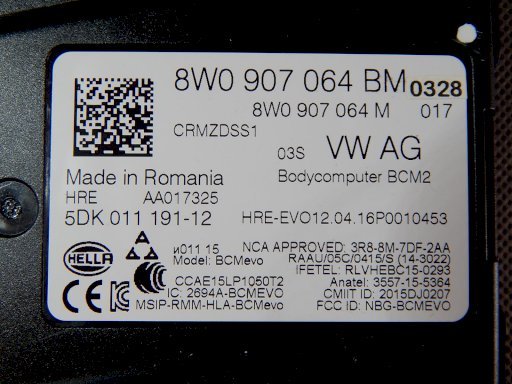 8W0 907 064 BM 0328
8W0 907 064 M 017
CRMZDSS1
03S VW AG
Made in Romania Bodycomputer BCM2
HRE AA017325
5DK 011 191-12 HRE-EVO12.04.16P0010453
HELLA
И011 15 NCA APPROVED: 3R8-8M-7DF-2AA
Model: BCMevo RAAU/05C/0415/S (14-3022)
IFETEL: RLVHEBC15-0293
CCAE15LP1050T2 Anatel: 3557-15-5364
IC: 2694A-BCMEVO CMIIT ID: 2015DJ0207
MSIP-RMM-HLA-BCMevo FCC ID: NBG-BCMEVO